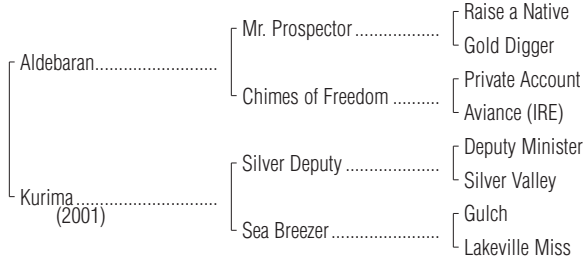 Raise a Native
Mr. Prospector ..................
Gold Digger
Aldebaran..........................
Private Account
Chimes of Freedom ..........
Aviance (IRE)
Deputy Minister
Silver Deputy ....................
Silver Valley
Kurima..............................
(2001)
Gulch
Sea Breezer .......................
Lakeville Miss